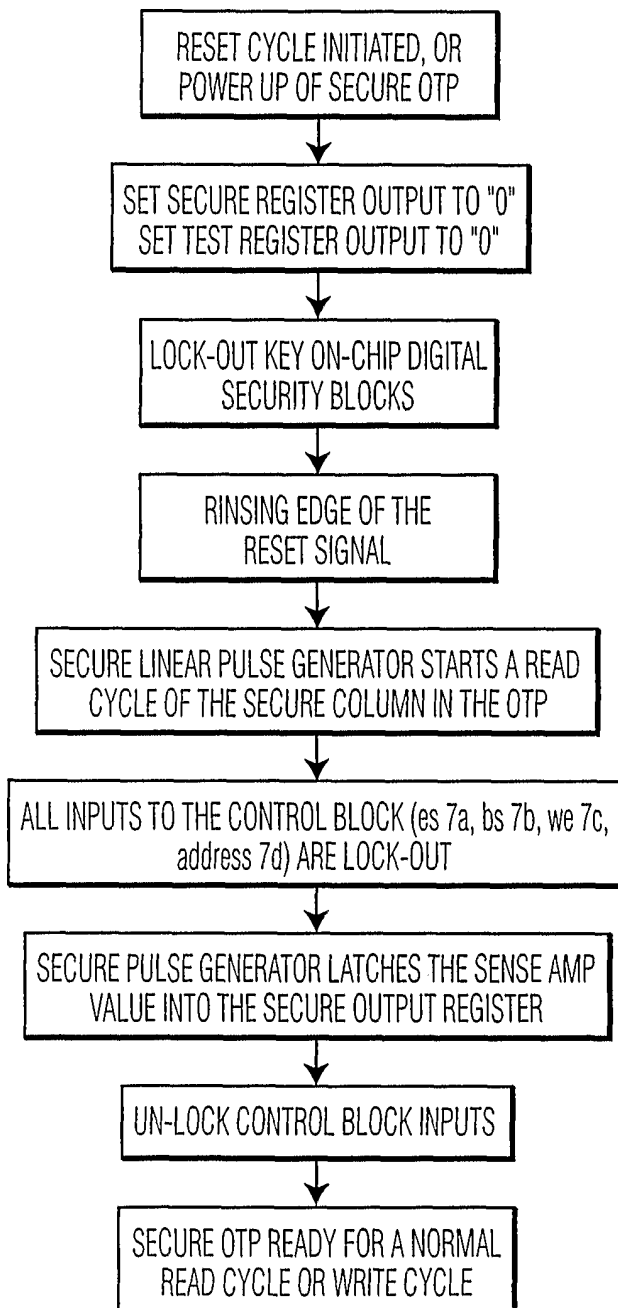 RESET CYCLE INITIATED, OR
POWER UP OF SECURE OTP
SET SECURE REGISTER OUTPUT TO "0"
SET TEST REGISTER OUTPUT TO "0"
LOCK-OUT KEY ON-CHIP DIGITAL
SECURITY BLOCKS
RINSING EDGE OF THE
RESET SIGNAL
SECURE LINEAR PULSE GENERATOR STARTS A READ
CYCLE OF THE SECURE COLUMN IN THE OTP
ALL INPUTS TO THE CONTROL BLOCK (es 7a, bs 7b, we 7c,
address 7d) ARE LOCK-OUT
SECURE PULSE GENERATOR LATCHES THE SENSE AMP
VALUE INTO THE SECURE OUTPUT REGISTER
UN-LOCK CONTROL BLOCK INPUTS
SECURE OTP READY FOR A NORMAL
READ CYCLE OR WRITE CYCLE